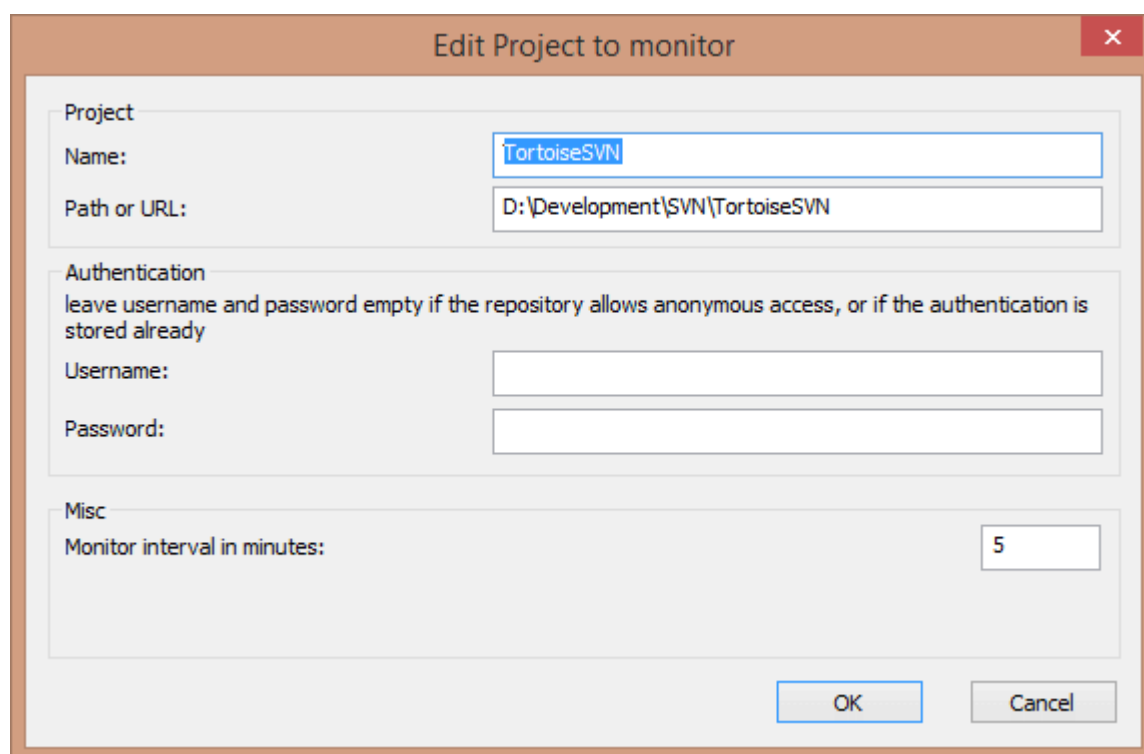 Edit Project to monitor
Project
Name: TortoiseSVN
Path or URL: D:\Development\SVN\TortoiseSVN
Authentication
leave username and password empty if the repository allows anonymous access, or if the authentication is
stored already
Username:
Password:
Misc
Monitor interval in minutes: 5
OK Cancel